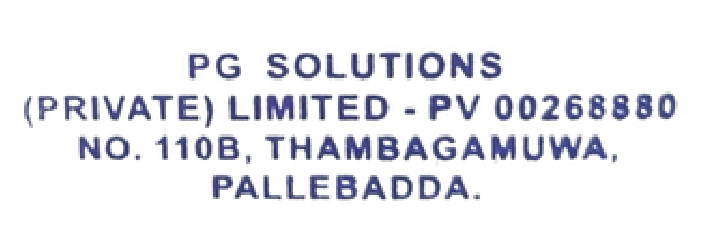 PG SOLUTIONS
(PRIVATE) LIMITED - PV 00268880
NO. 110B, THAMBAGAMUWA,
PALLEBADDA.